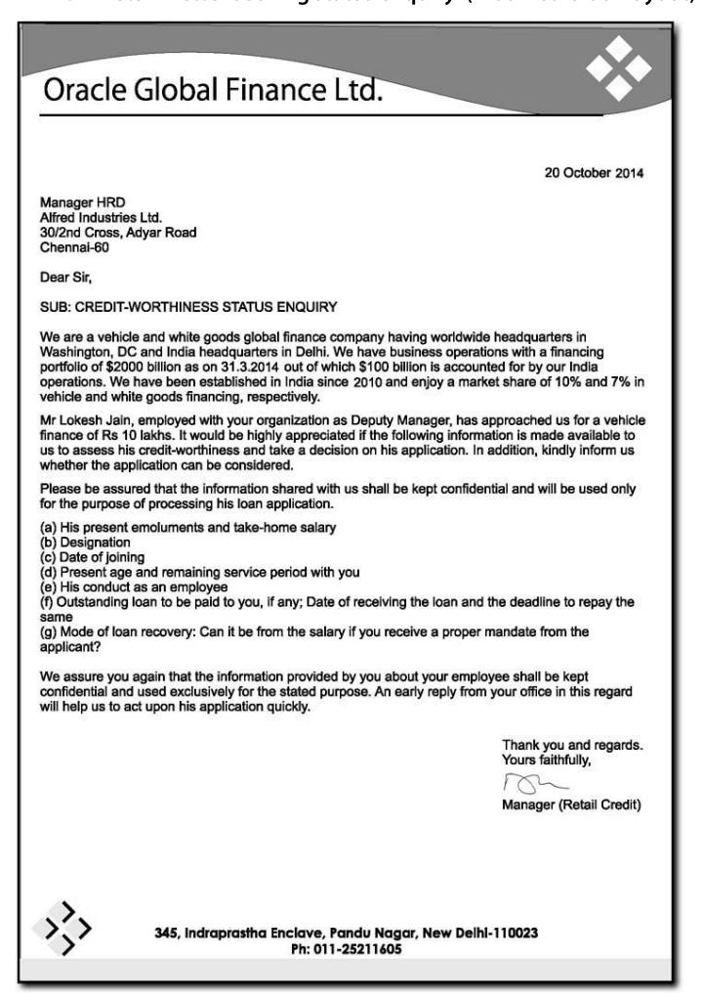 Oracle Global Finance Ltd.
20 October 2014
Manager HRD
Alfred Industries Ltd.
30/2nd Cross, Adyar Road
Chennai-60
Dear Sir,
SUB: CREDIT-WORTHINESS STATUS ENQUIRY
We are a vehicle and white goods global finance company having worldwide headquarters in
Washington, DC and India headquarters in Delhi. We have business operations with a financing
portfolio of $2000 billion as on 31.3.2014 out of which $100 billion is accounted for by our India
operations. We have been established in India since 2010 and enjoy a market share of 10% and 7% in
vehicle and white goods financing, respectively.
Mr Lokesh Jain, employed with your organization as Deputy Manager, has approached us for a vehicle
finance of Rs 10 lakhs. It would be highly appreciated if the following information is made available to
us to assess his credit-worthiness and take a decision on his application. In addition, kindly inform us
whether the application can be considered.
Please be assured that the information shared with us shall be kept confidential and will be used only
for the purpose of processing his loan application.
(a) His present emoluments and take-home salary
(b) Designation
(c) Date of joining
(d) Present age and remaining service period with you
(e) His conduct as an employee
(f) Outstanding loan to be paid to you, if any; Date of receiving the loan and the deadline to repay the
same
(g) Mode of loan recovery: Can it be from the salary if you receive a proper mandate from the
applicant?
We assure you again that the information provided by you about your employee shall be kept
confidential and used exclusively for the stated purpose. An early reply from your office in this regard
will help us to act upon his application quickly.
Thank you and regards.
Yours faithfully,
Manager (Retail Credit)
345, Indraprastha Enclave, Pandu Nagar, New Delhi-110023
Ph: 011-25211605